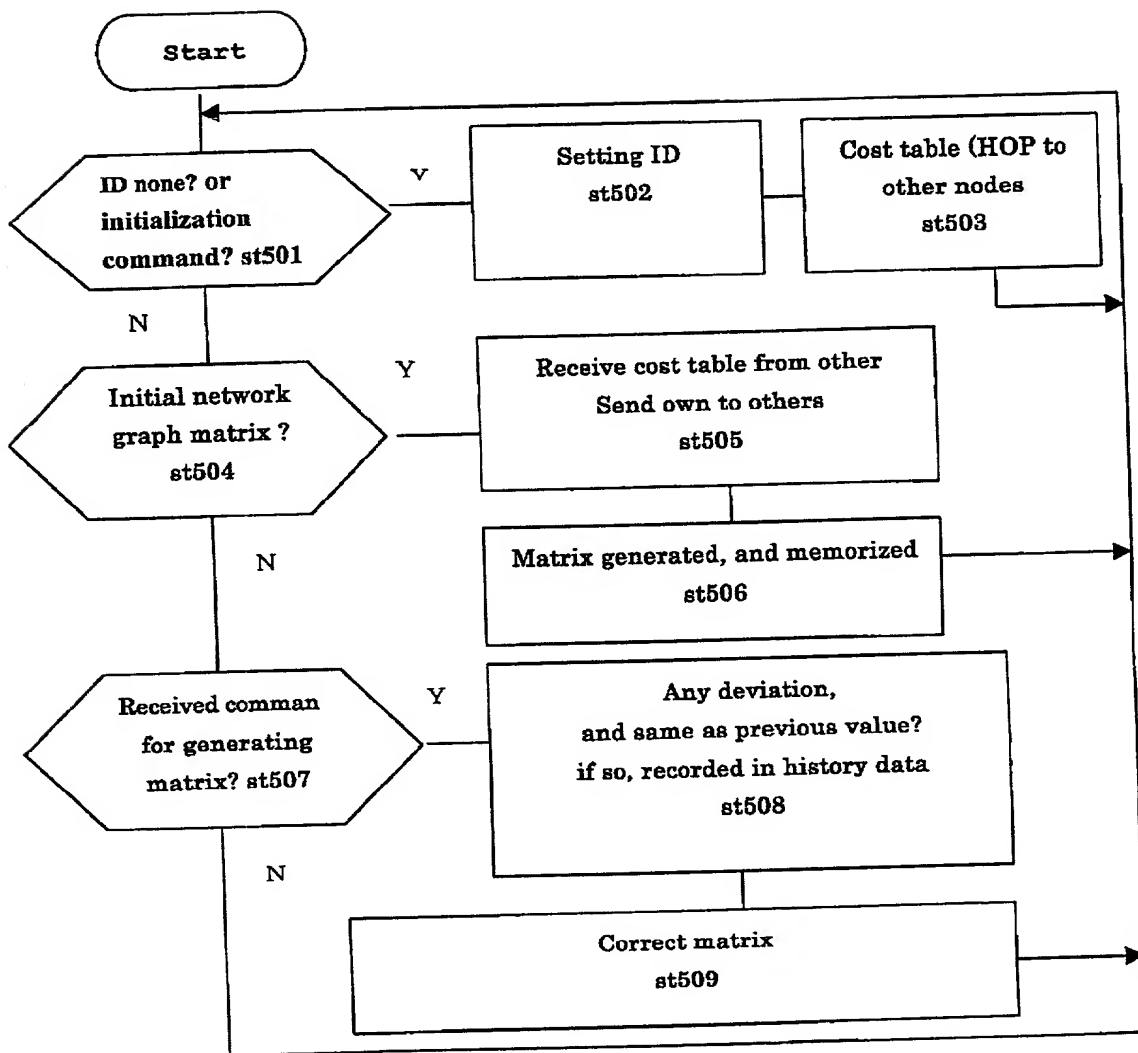 Start
ID none? or
initialization
command? st501
v
Setting ID
st502
Cost table (HOP to
other nodes
st503
N
Initial network
graph matrix ?
st504
Y
Receive cost table from other
Send own to others
st505
N
Matrix generated, and memorized
st506
Received comman
for generating
matrix? st507
Y
Any deviation,
and same as previous value?
if so, recorded in history data
st508
N
Correct matrix
st509